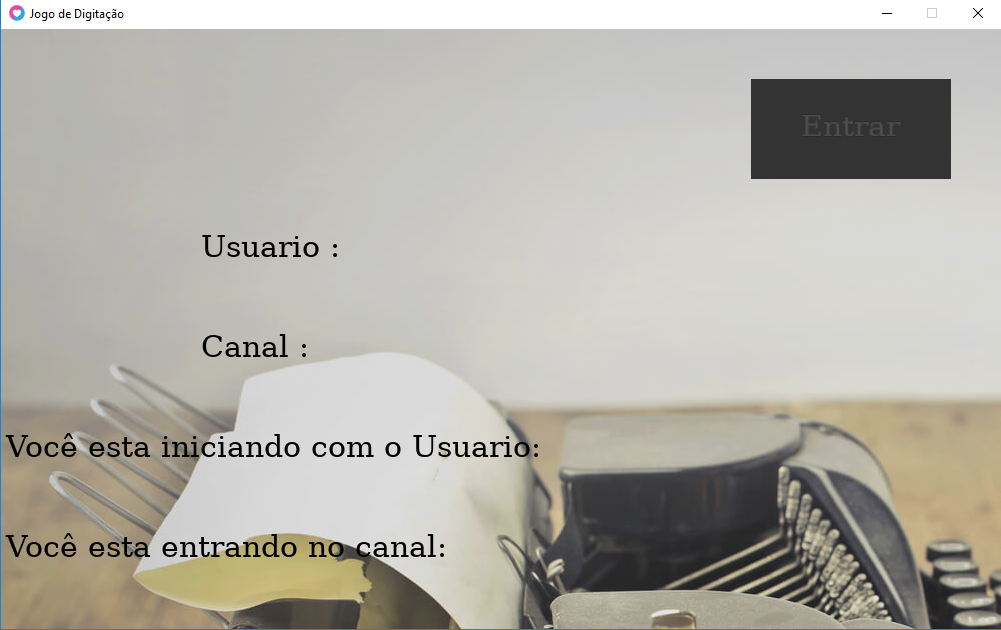 Jogo de Digitação
Entrar
Usuario :
Canal :
Você esta iniciando com o Usuario:
Você esta entrando no canal: